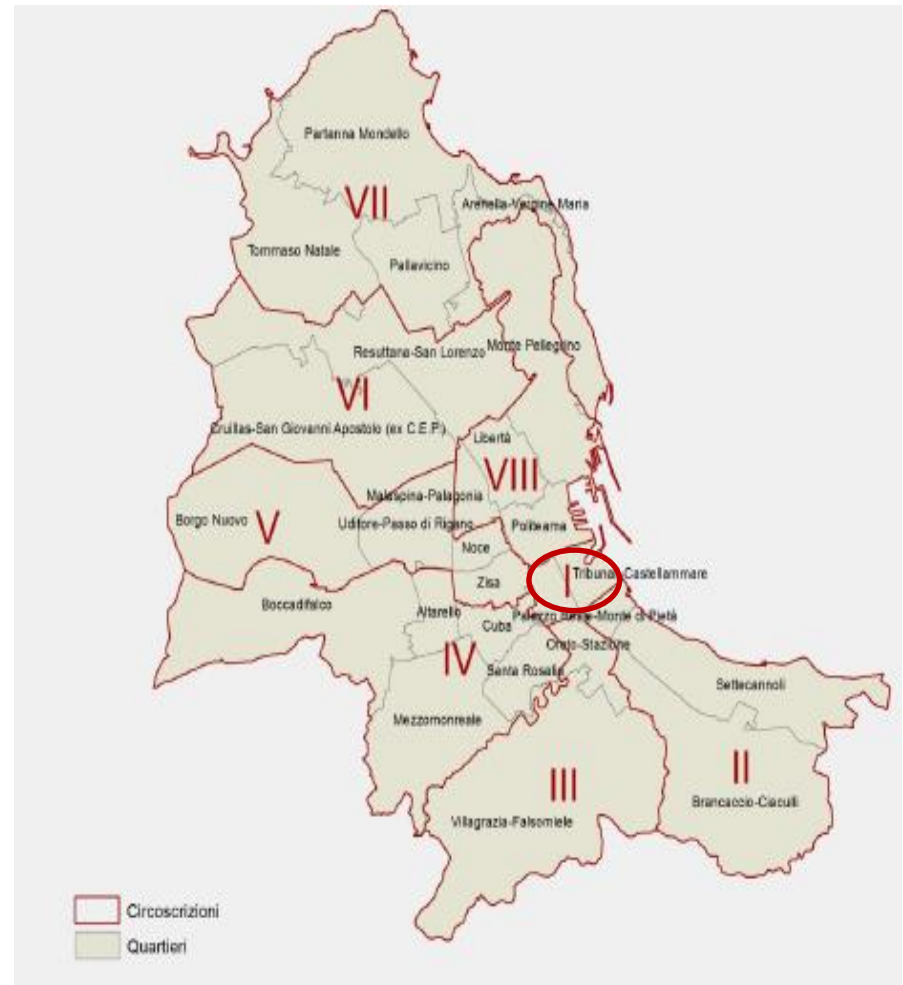 Partanna Mondello
VII
Arenella-Vergine Maria
Tommaso Natale
Pallavicino
Resuttana-San Lorenzo
Monte Pellegrino
VI
Cruillas-San Giovanni Apostolo (ex C.E.P.)
Libertà
VIII
Malaspina-Palagonia
Borgo Nuovo
V
Uditore-Passo di Rigano
Politeama
Noce
Zisa
I
Tribunali-Castellammare
Boccadifalco
Altarello
Cuba
Palazzo Reale-Monte di Pietà
Oreto-Stazione
IV
Santa Rosalia
Settecannoli
Mezzomonreale
III
II
Brancaccio-Ciaculli
Villagrazia-Falsomiele
Circoscrizioni
Quartieri